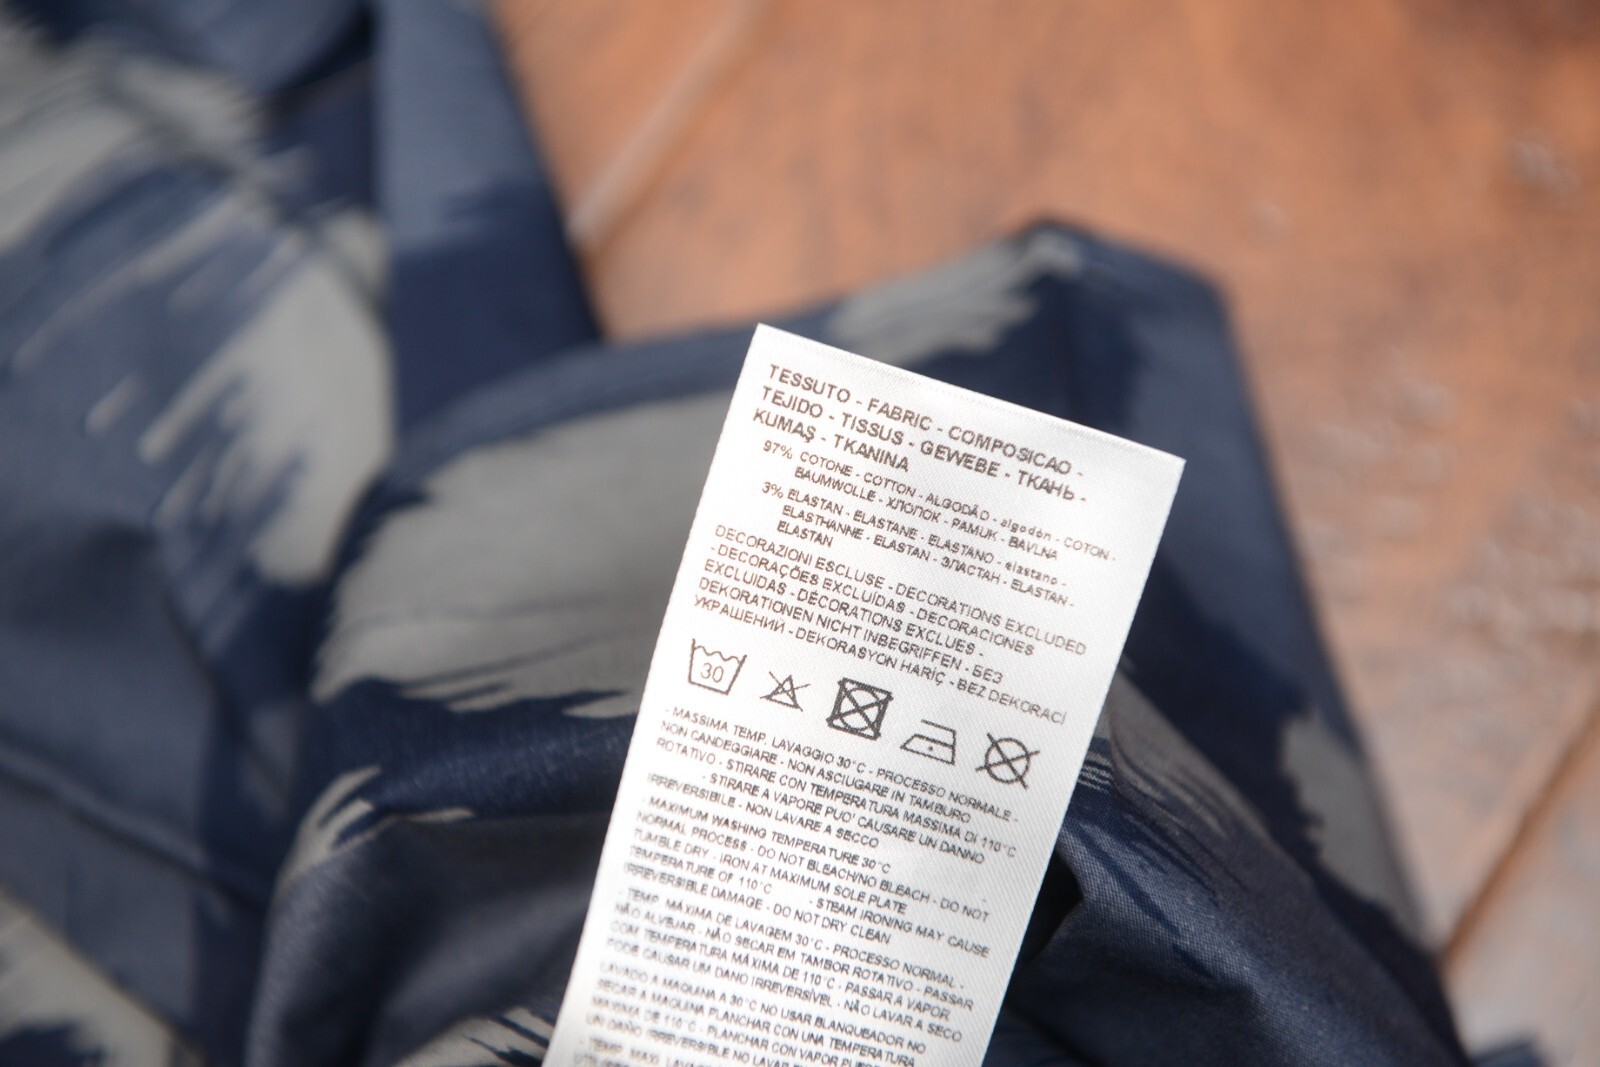 TESSUTO - FABRIC - COMPOSICAO -
TEJIDO - TISSUS - GEWEBE - ТКАНЬ -
KUMAŞ - TKANINA
97% COTONE - COTTON - ALGODÃO - algodón - COTON -
BAUMWOLLE - ХЛОПОК - PAMUK - BAVLNA
3% ELASTAN - ELASTANE - ELASTANO - elastano -
ELASTHANNE - ELASTAN - ЭЛАСТАН - ELASTAN -
ELASTAN
DECORAZIONI ESCLUSE - DECORATIONS EXCLUDED
- DECORAÇÕES EXCLUÍDAS - DECORACIONES
EXCLUIDAS - DÉCORATIONS EXCLUES -
DEKORATIONEN NICHT INBEGRIFFEN - БЕЗ
УКРАШЕНИЙ - DEKORASYON HARİÇ - BEZ DEKORACÍ
30
- MASSIMA TEMP. LAVAGGIO 30°C - PROCESSO NORMALE -
NON CANDEGGIARE - NON ASCIUGARE IN TAMBURO
ROTATIVO - STIRARE CON TEMPERATURA MASSIMA DI 110°C
- STIRARE A VAPORE PUO' CAUSARE UN DANNO
IRREVERSIBILE - NON LAVARE A SECCO
- MAXIMUM WASHING TEMPERATURE 30°C
NORMAL PROCESS - DO NOT BLEACH/NO BLEACH - DO NOT
TUMBLE DRY - IRON AT MAXIMUM SOLE PLATE
TEMPERATURE OF 110°C - STEAM IRONING MAY CAUSE
IRREVERSIBLE DAMAGE - DO NOT DRY CLEAN
- TEMP. MÁXIMA DE LAVAGEM 30°C - PROCESSO NORMAL -
NÃO ALVEJAR - NÃO SECAR EM TAMBOR ROTATIVO - PASSAR
COM TEMPERATURA MÁXIMA DE 110°C - PASSAR A VAPOR
PODE CAUSAR UM DANO IRREVERSÍVEL - NÃO LAVAR A SECO
LAVADO A MAQUINA A 30°C NO USAR BLANQUEADOR NO
SECAR A MAQUINA PLANCHAR CON UNA TEMPERATURA
MAXIMA DE 110°C - PLANCHAR CON VAPOR
UN DAÑO IRREVERSIBLE NO LAVAR
- TEMP. MAXI